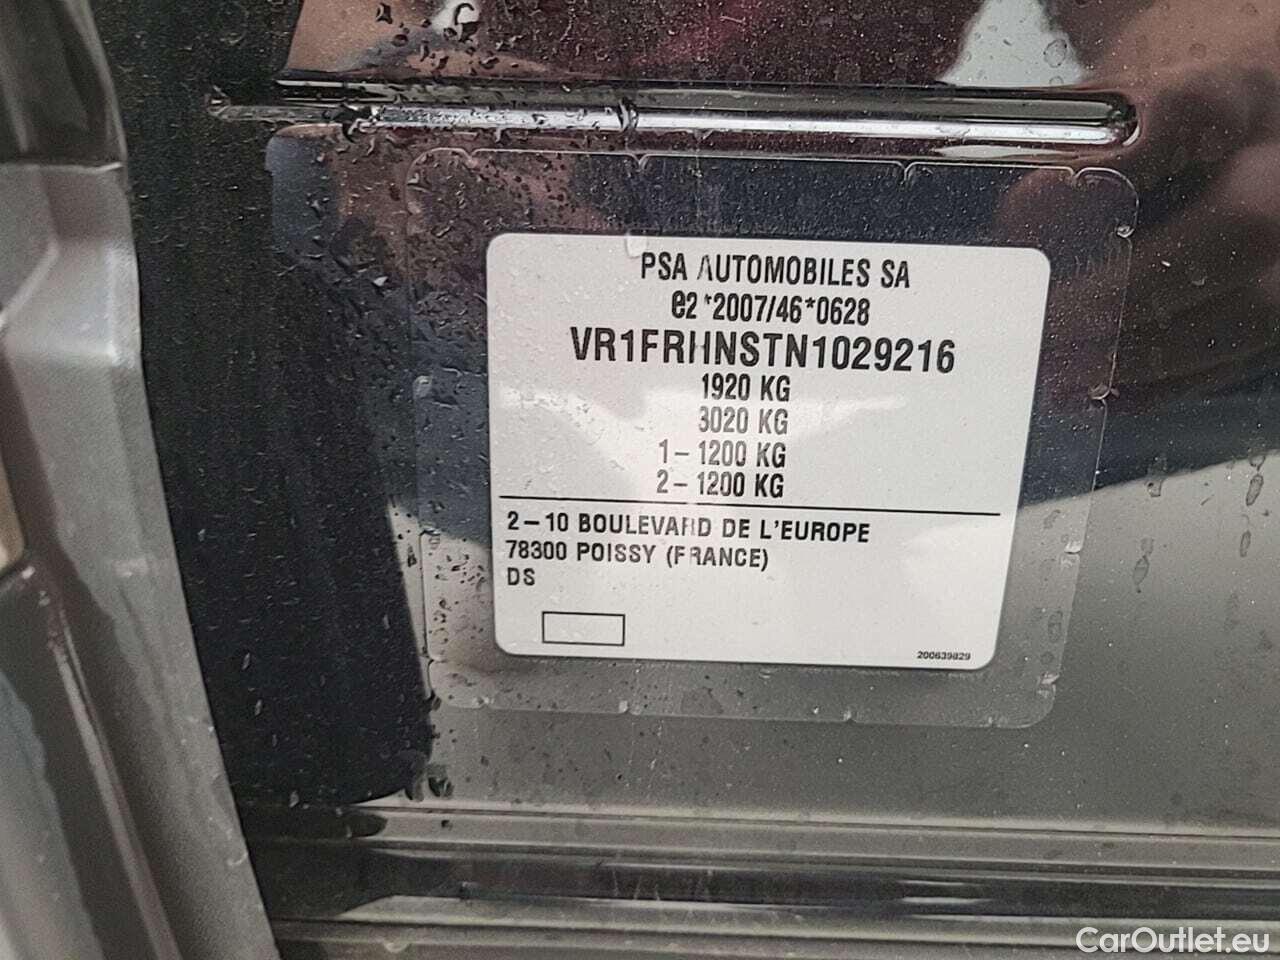 PSA AUTOMOBILES SA
e2*2007/46*0628
VR1FRHNSTN1029216
1920 KG
3020 KG
1-1200 KG
2-1200 KG
2-10 BOULEVARD DE L'EUROPE
78300 POISSY (FRANCE)
DS
200639829
CarOutlet.eu